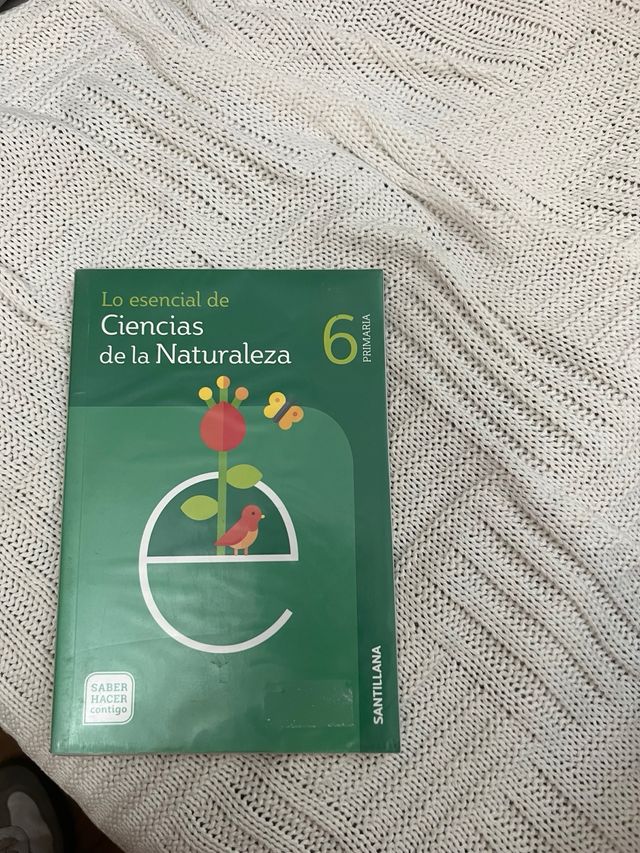 Lo esencial de
Ciencias
de la Naturaleza
6
PRIMARIA
e
SABER
HACER
contigo
SANTILLANA